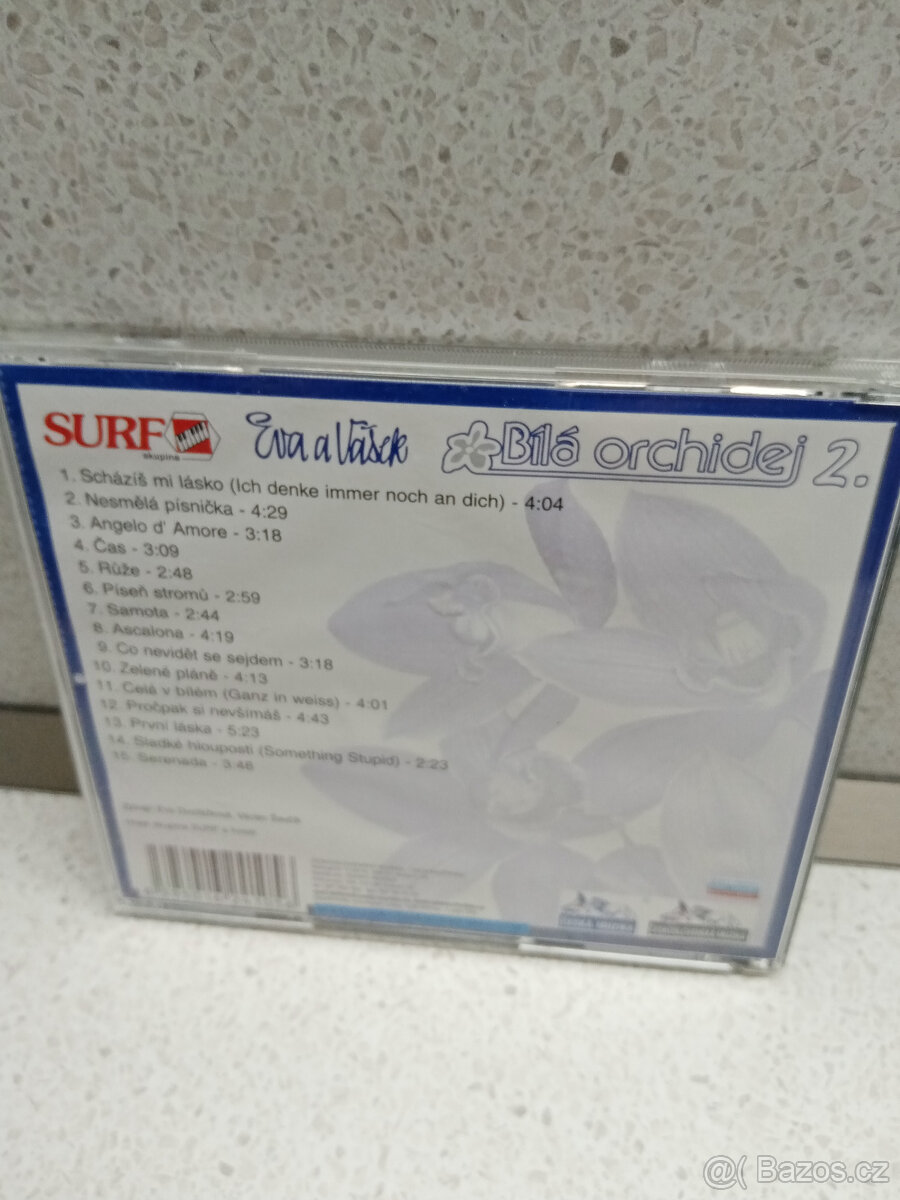 SURF
skupina
Eva a Vašek
Bílá orchidej 2.
1. Scházíš mi lásko (Ich denke immer noch an dich) - 4:04
2. Nesmělá písnička - 4:29
3. Angelo d' Amore - 3:18
4. Čas - 3:09
5. Růže - 2:48
6. Píseň stromů - 2:59
7. Samota - 2:44
8. Ascalona - 4:19
9. Co nevidět se sejdem - 3:18
10. Zelené pláně - 4:13
11. Celá v bílém (Ganz in weiss) - 4:01
12. Pročpak si nevšímáš - 4:43
13. První láska - 5:23
14. Sladké hlouposti (Something Stupid) - 2:23
15. Serenada - 3:46
@( Bazos.cz